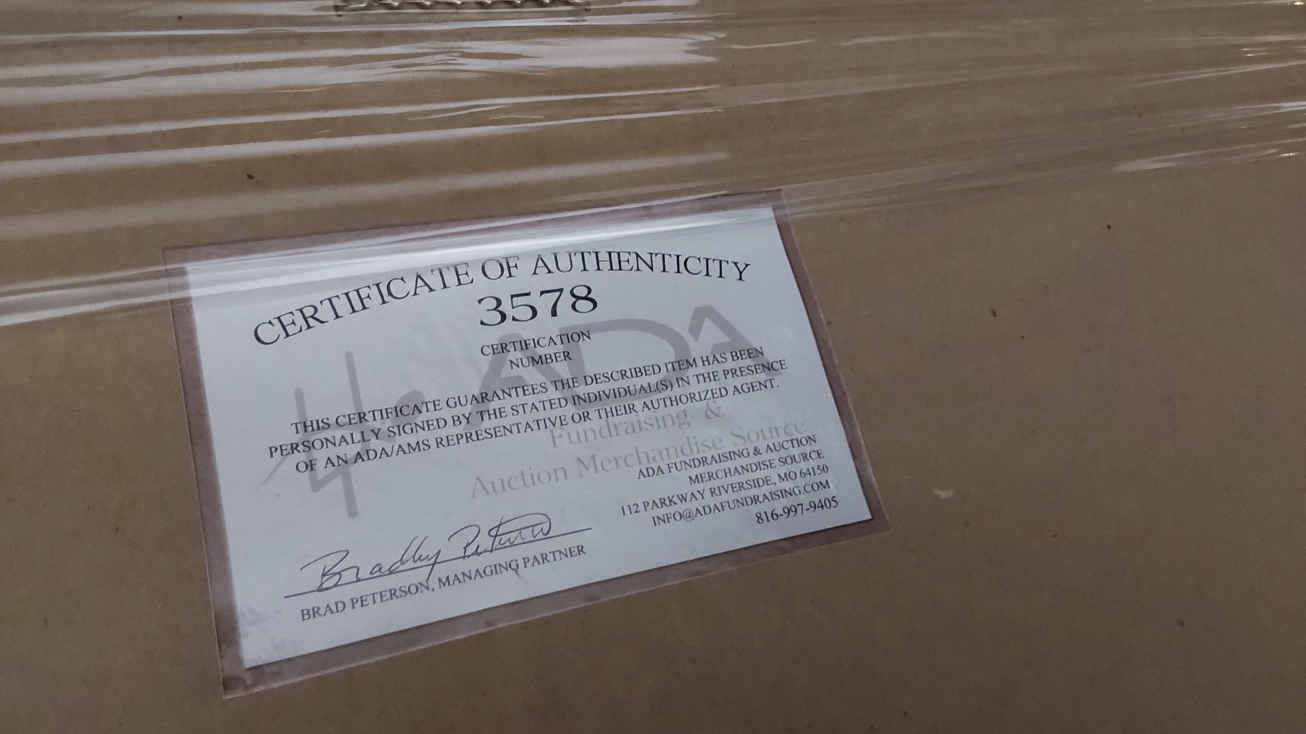 CERTIFICATE OF AUTHENTICITY
3578
CERTIFICATION
NUMBER
ADA
THIS CERTIFICATE GUARANTEES THE DESCRIBED ITEM HAS BEEN
PERSONALLY SIGNED BY THE STATED INDIVIDUAL(S) IN THE PRESENCE
OF AN ADA/AMS REPRESENTATIVE OR THEIR AUTHORIZED AGENT.
Fundraising &
Auction Merchandise Source
ADA FUNDRAISING & AUCTION
MERCHANDISE SOURCE
112 PARKWAY RIVERSIDE, MO 64150
INFO@ADAFUNDRAISING.COM
816-997-9405
Bradley Peterson
BRAD PETERSON, MANAGING PARTNER